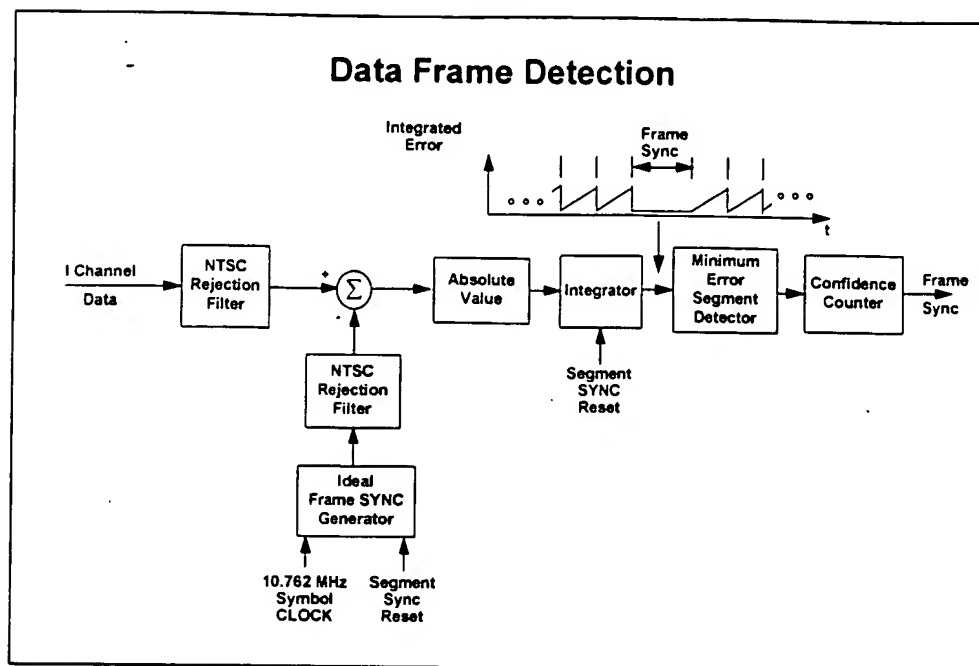 Data Frame Detection
Integrated
Error
Frame
Sync
t
I Channel
Data
NTSC
Rejection
Filter
+
Σ
-
Absolute
Value
Integrator
Minimum
Error
Segment
Detector
Confidence
Counter
Frame
Sync
NTSC
Rejection
Filter
Segment
SYNC
Reset
Ideal
Frame SYNC
Generator
10.762 MHz
Symbol
CLOCK
Segment
Sync
Reset